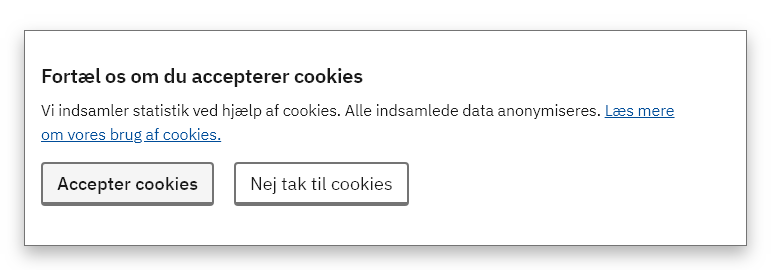 Fortæl os om du accepterer cookies
Vi indsamler statistik ved hjælp af cookies. Alle indsamlede data anonymiseres. Læs mere
om vores brug af cookies.
Accepter cookies
Nej tak til cookies